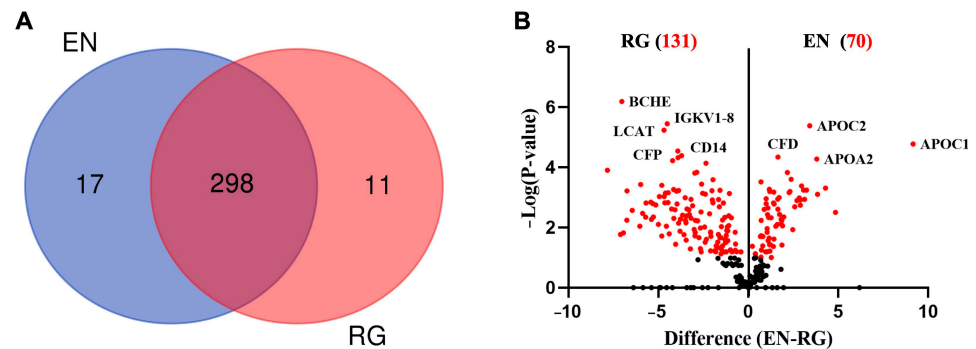 A
EN
17
298
11
RG
B
RG (131)
EN (70)
8
6
4
2
0
−Log(P-value)
BCHE
IGKV1-8
LCAT
CFP
CD14
CFD
APOC2
APOC1
APOA2
−10
−5
0
5
10
Difference (EN-RG)